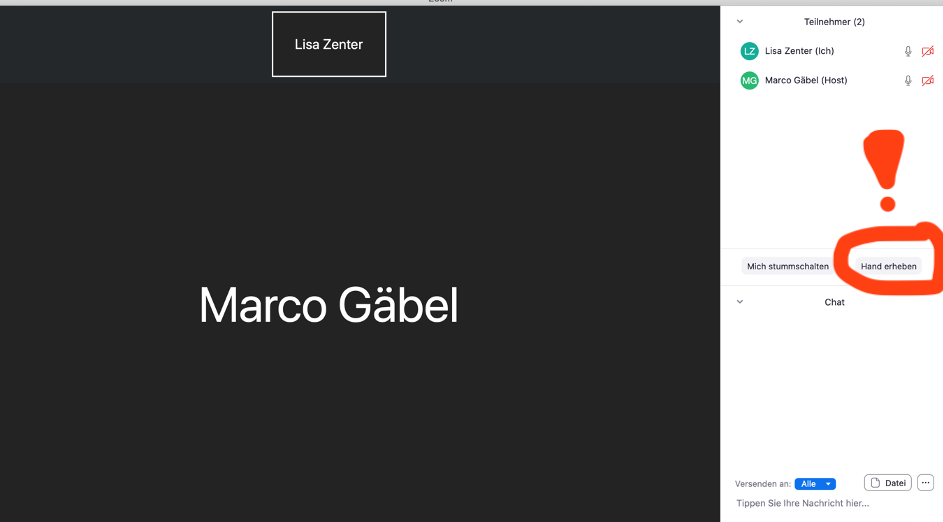 Lisa Zenter
Teilnehmer (2)
LZ Lisa Zenter (Ich)
MG Marco Gäbel (Host)
Mich stummschalten Hand erheben
Marco Gäbel
Chat
Versenden an: Alle Datei ...
Tippen Sie Ihre Nachricht hier...